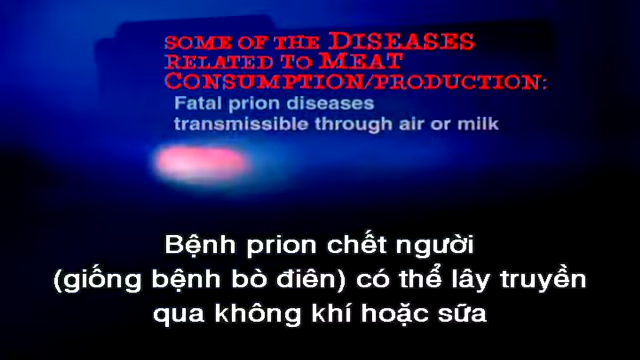 SOME OF THE DISEASES
RELATED TO MEAT
CONSUMPTION/PRODUCTION:
Fatal prion diseases
transmissible through air or milk
Bệnh prion chết người
(giống bệnh bò điên) có thể lây truyền
qua không khí hoặc sữa